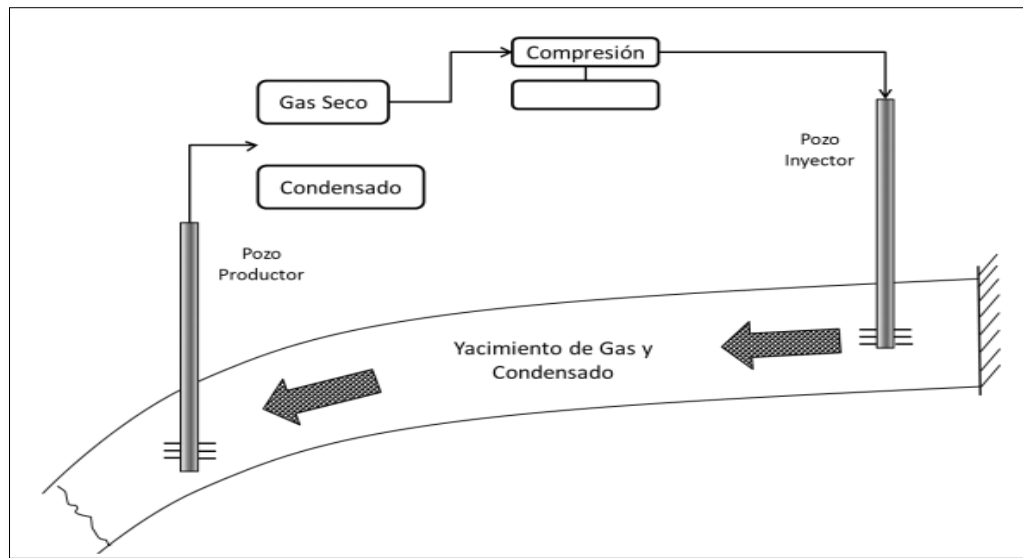 Compresión
Gas Seco
Condensado
Pozo
Inyector
Pozo
Productor
Yacimiento de Gas y
Condensado